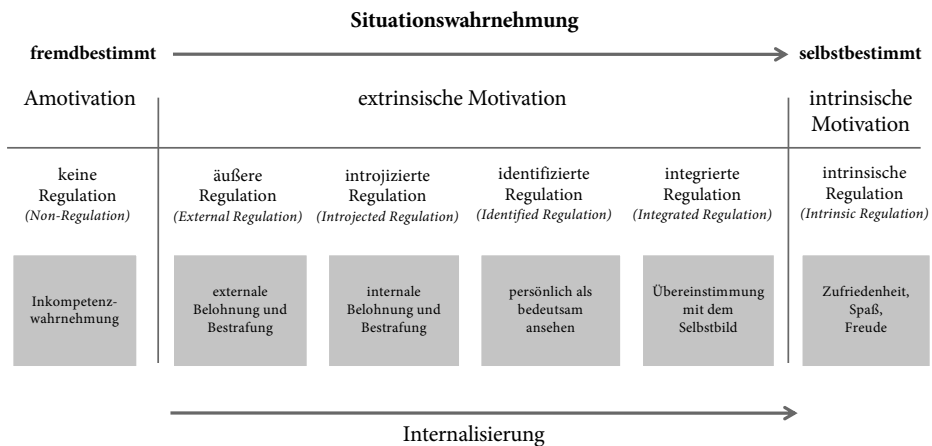 Situationswahrnehmung
fremdbestimmt
selbstbestimmt
Amotivation
extrinsische Motivation
intrinsische
Motivation
keine
Regulation
(Non-Regulation)
äußere
Regulation
(External Regulation)
introjizierte
Regulation
(Introjected Regulation)
identifizierte
Regulation
(Identified Regulation)
integrierte
Regulation
(Integrated Regulation)
intrinsische
Regulation
(Intrinsic Regulation)
Inkompetenz-
wahrnehmung
externale
Belohnung und
Bestrafung
internale
Belohnung und
Bestrafung
persönlich als
bedeutsam
ansehen
Übereinstimmung
mit dem
Selbstbild
Zufriedenheit,
Spaß,
Freude
Internalisierung